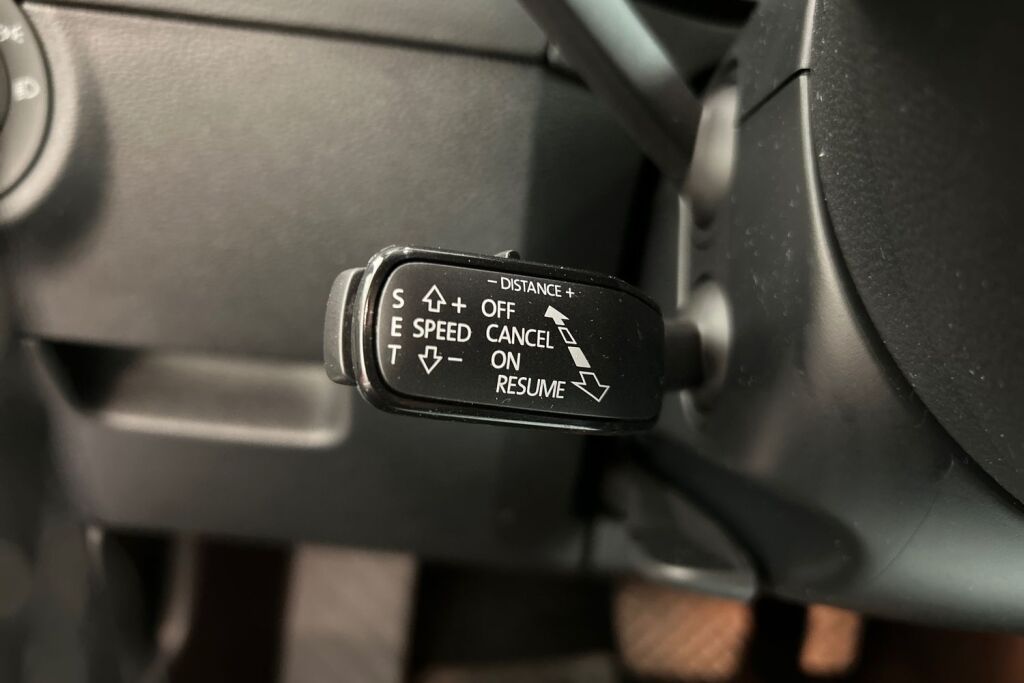 - DISTANCE +
S + OFF
E SPEED CANCEL
T - ON
RESUME